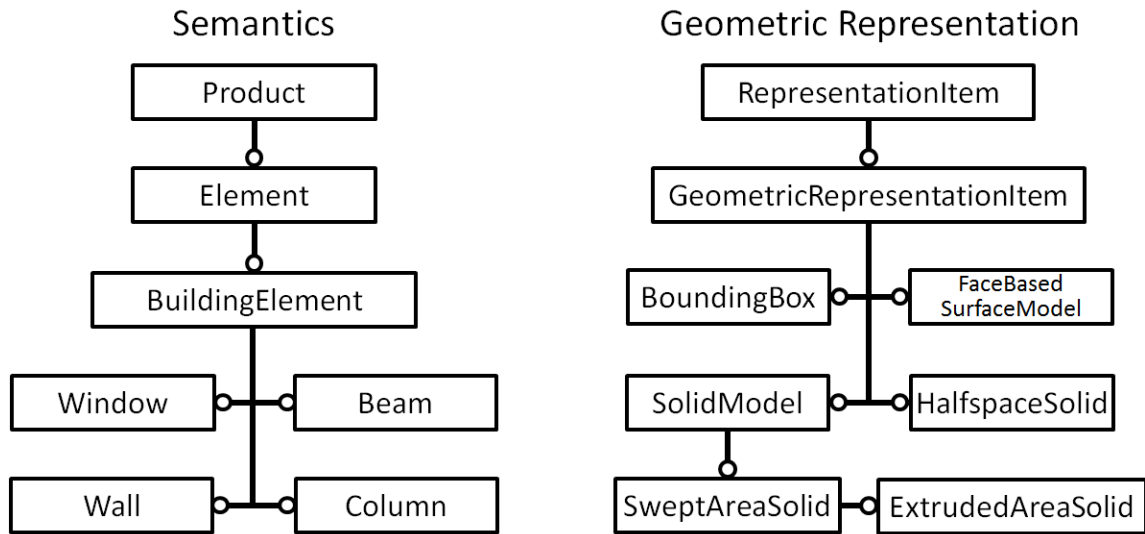 Semantics
Product
Element
BuildingElement
Window
Beam
Wall
Column
Geometric Representation
RepresentationItem
GeometricRepresentationItem
BoundingBox
FaceBased
SurfaceModel
SolidModel
HalfspaceSolid
SweptAreaSolid
ExtrudedAreaSolid